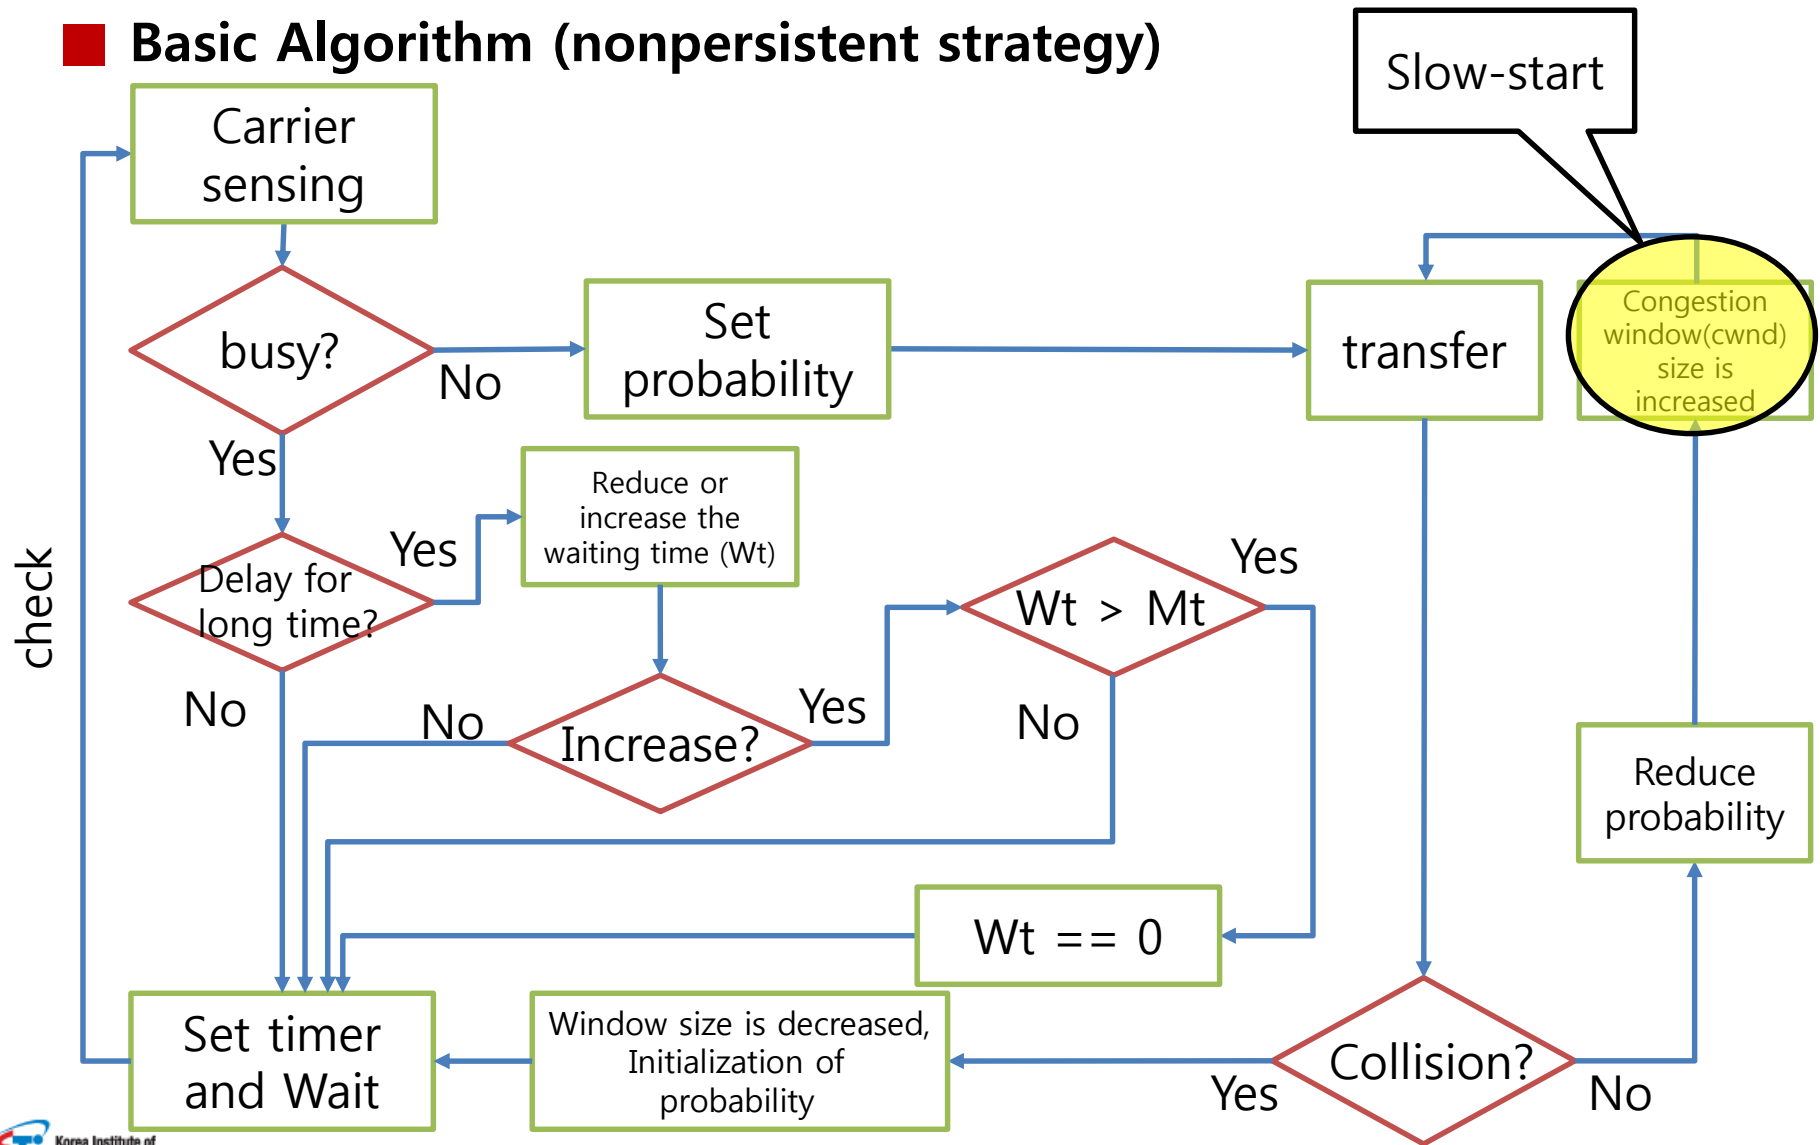 Basic Algorithm (nonpersistent strategy)
Slow-start
Carrier
sensing
busy?
No
Set
probability
transfer
Congestion
window(cwnd)
size is
increased
Yes
Reduce or
increase the
waiting time (Wt)
Delay for
long time?
Yes
Wt > Mt
Yes
check
No
No
Increase?
Yes
No
Reduce
probability
Wt == 0
Set timer
and Wait
Window size is decreased,
Initialization of
probability
Collision?
Yes
No
Korea Institute of